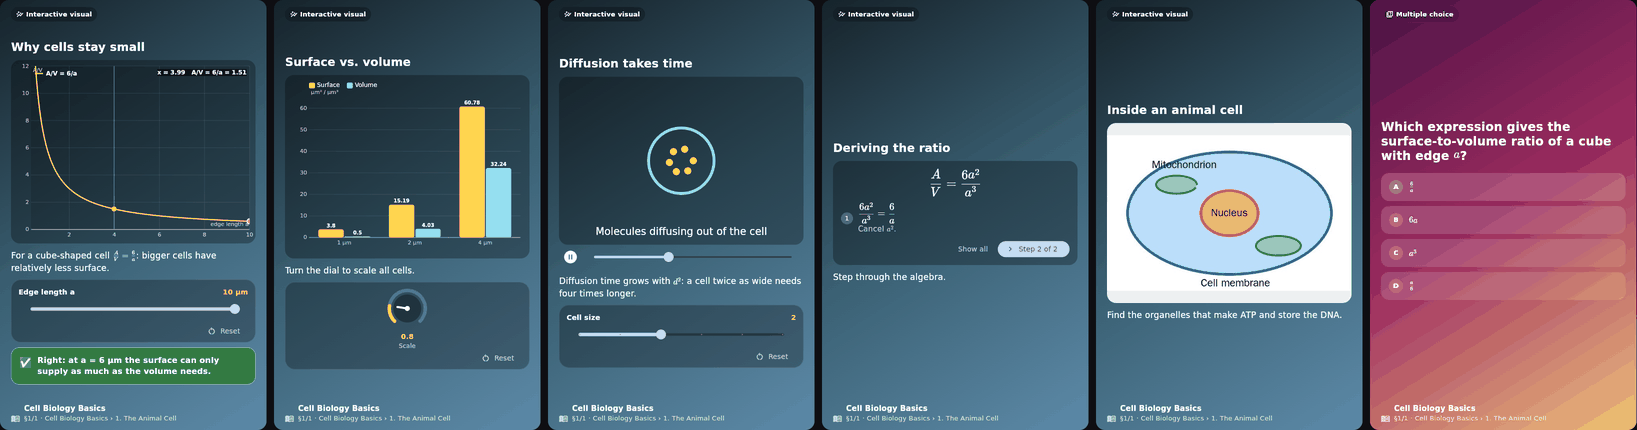 Interactive visual
Why cells stay small
A/V
A/V = 6/a
x = 3.99 A/V = 6/a = 1.51
12
10
8
6
4
2
0
2
4
6
8
10
edge length a
For a cube-shaped cell A/V = 6/a: bigger cells have
relatively less surface.
Edge length a
10 µm
Reset
Right: at a = 6 µm the surface can only
supply as much as the volume needs.
Cell Biology Basics
§1/1 · Cell Biology Basics › 1. The Animal Cell
Interactive visual
Surface vs. volume
Surface
Volume
µm² / µm³
60
50
40
30
20
10
0
3.8
0.5
15.19
4.03
60.78
32.24
1 µm
2 µm
4 µm
Turn the dial to scale all cells.
0.8
Scale
Reset
Cell Biology Basics
§1/1 · Cell Biology Basics › 1. The Animal Cell
Interactive visual
Diffusion takes time
Molecules diffusing out of the cell
Diffusion time grows with d²: a cell twice as wide needs
four times longer.
Cell size
2
Reset
Cell Biology Basics
§1/1 · Cell Biology Basics › 1. The Animal Cell
Interactive visual
Deriving the ratio
A/V = 6a²/a³
1
6a²/a³ = 6/a
Cancel a².
Show all
Step 2 of 2
Step through the algebra.
Cell Biology Basics
§1/1 · Cell Biology Basics › 1. The Animal Cell
Interactive visual
Inside an animal cell
Mitochondrion
Nucleus
Cell membrane
Find the organelles that make ATP and store the DNA.
Cell Biology Basics
§1/1 · Cell Biology Basics › 1. The Animal Cell
Multiple choice
Which expression gives the
surface-to-volume ratio of a cube
with edge a?
A
6/a
B
6a
C
a³
D
Cell Biology Basics
§1/1 · Cell Biology Basics › 1. The Animal Cell